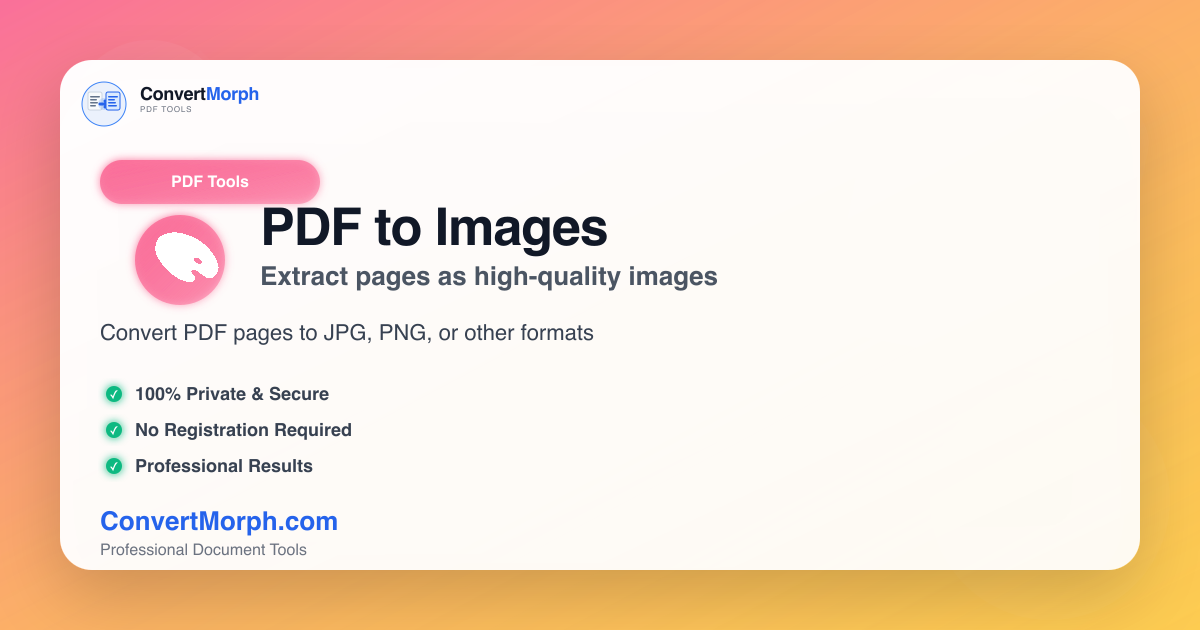 ConvertMorph
PDF TOOLS
PDF Tools
PDF to Images
Extract pages as high-quality images
Convert PDF pages to JPG, PNG, or other formats
100% Private & Secure
No Registration Required
Professional Results
ConvertMorph.com
Professional Document Tools